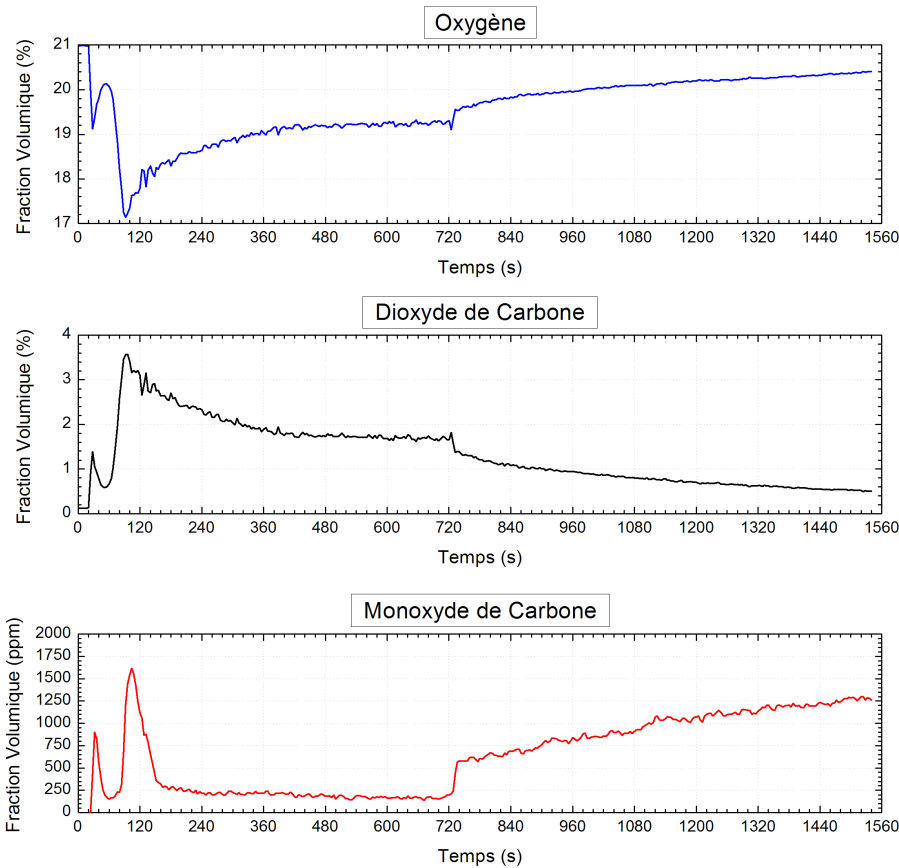 Oxygène
21
20
19
18
17
Fraction Volumique (%)
0 120 240 360 480 600 720 840 960 1080 1200 1320 1440 1560
Temps (s)
Dioxyde de Carbone
4
3
2
1
0
Fraction Volumique (%)
0 120 240 360 480 600 720 840 960 1080 1200 1320 1440 1560
Temps (s)
Monoxyde de Carbone
2000
1750
1500
1250
1000
750
500
250
0
Fraction Volumique (ppm)
0 120 240 360 480 600 720 840 960 1080 1200 1320 1440 1560
Temps (s)